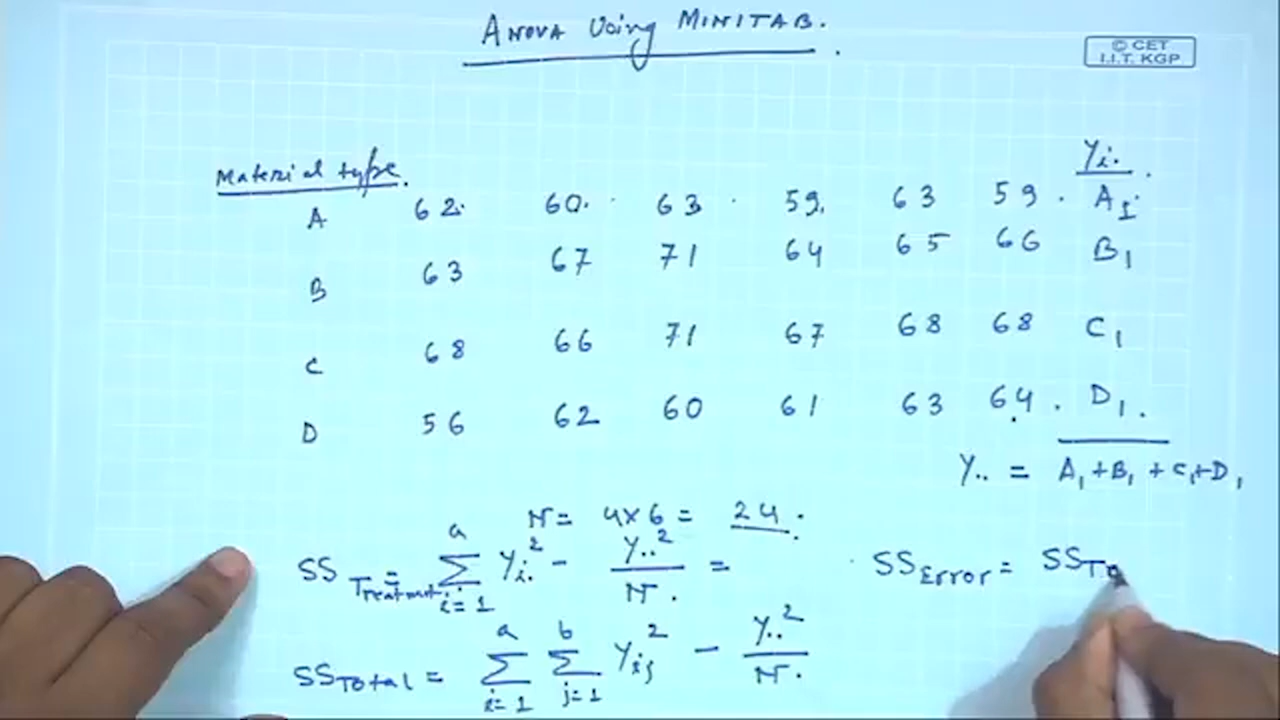 ANOVA Using MINITAB.
© CET
I.I.T. KGP
Material type. Yi.
A 62 60 63 59 63 59 A1
B 63 67 71 64 65 66 B1
C 68 66 71 67 68 68 C1
D 56 62 60 61 63 64 D1.
Y.. = A1 + B1 + C1 + D1
N = 4x6 = 24.
SS Treatment = a Σ i=1 Yi.² - Y..² / N. =
SS Error = SS To
SS Total = a Σ i=1 b Σ j=1 Yij² - Y..² / N.